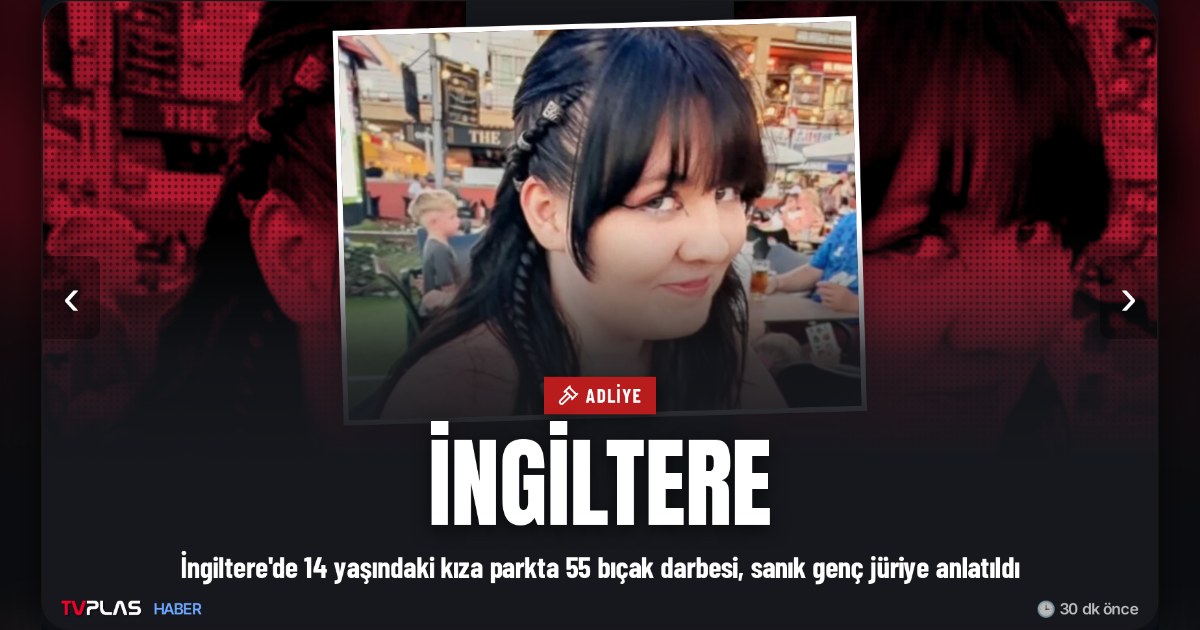 THE
ADLİYE
İNGİLTERE
İngiltere'de 14 yaşındaki kıza parkta 55 bıçak darbesi, sanık genç jüriye anlatıldı
TVPLAS HABER
30 dk önce